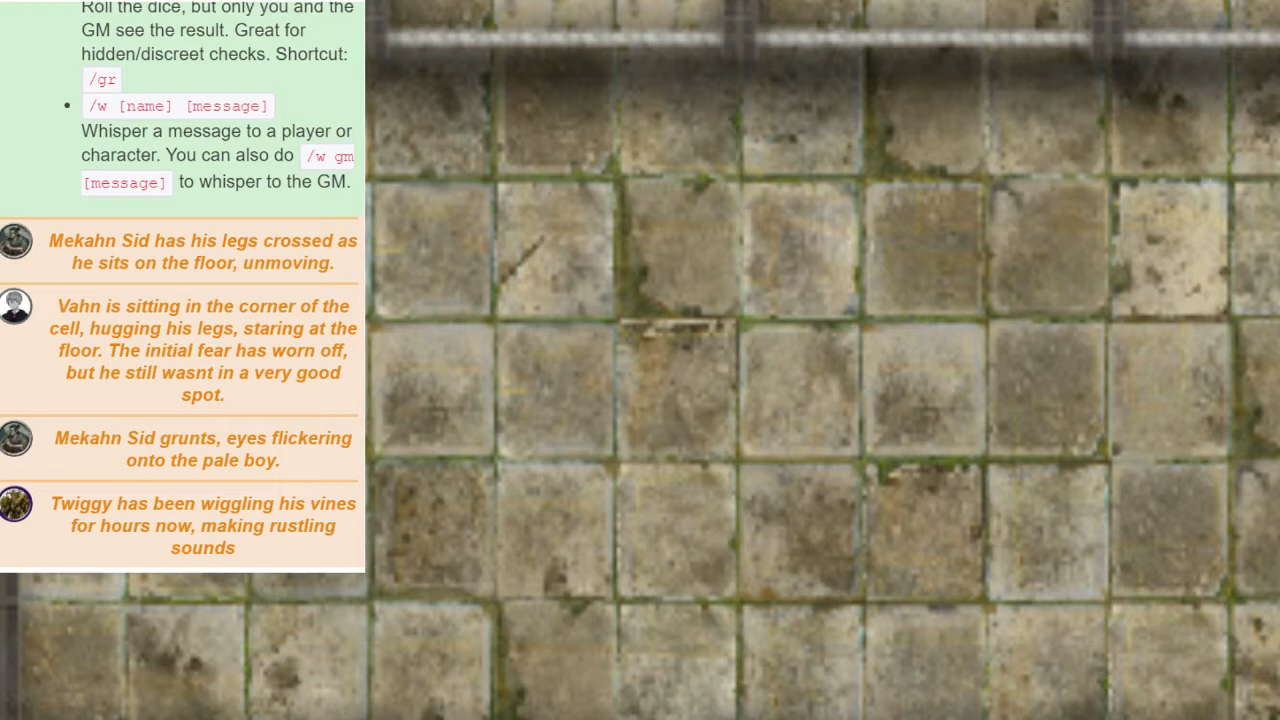 Roll the dice, but only you and the
GM see the result. Great for
hidden/discreet checks. Shortcut:
/gr
/w [name] [message]
Whisper a message to a player or
character. You can also do /w gm
[message] to whisper to the GM.
Mekahn Sid has his legs crossed as
he sits on the floor, unmoving.
Vahn is sitting in the corner of the
cell, hugging his legs, staring at the
floor. The initial fear has worn off,
but he still wasnt in a very good
spot.
Mekahn Sid grunts, eyes flickering
onto the pale boy.
Twiggy has been wiggling his vines
for hours now, making rustling
sounds